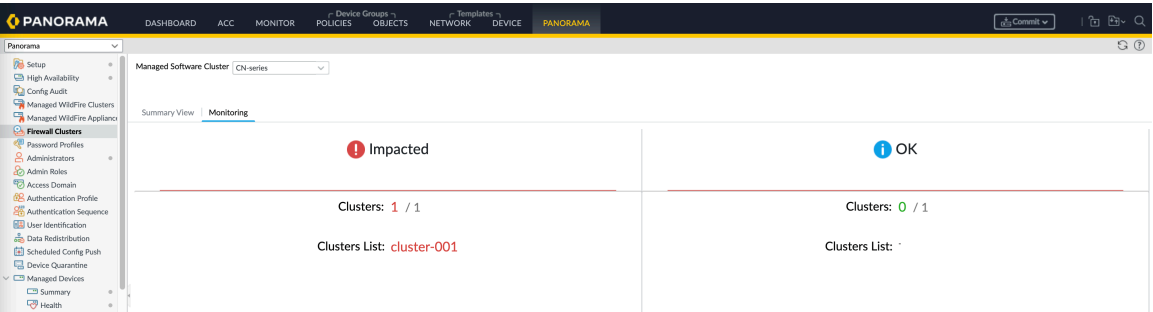 PANORAMA
DASHBOARD ACC MONITOR Device Groups POLICIES OBJECTS Templates NETWORK DEVICE PANORAMA Commit
Panorama
Managed Software Cluster CN-series
Setup
High Availability
Config Audit
Managed WildFire Clusters
Managed WildFire Appliance
Firewall Clusters
Password Profiles
Administrators
Admin Roles
Access Domain
Authentication Profile
Authentication Sequence
User Identification
Data Redistribution
Scheduled Config Push
Device Quarantine
Managed Devices
Summary
Health
Summary View | Monitoring
Impacted
Clusters: 1 / 1
Clusters List: cluster-001
OK
Clusters: 0 / 1
Clusters List: -